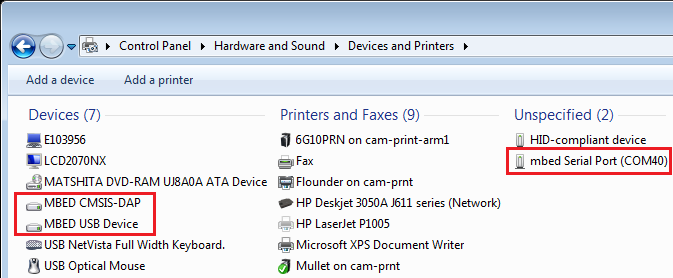 Control Panel Hardware and Sound Devices and Printers
Add a device Add a printer
Devices (7)
E103956
LCD2070NX
MATSHITA DVD-RAM UJ8A0A ATA Device
MBED CMSIS-DAP
MBED USB Device
USB NetVista Full Width Keyboard.
USB Optical Mouse
Printers and Faxes (9)
6G10PRN on cam-print-arm1
Fax
Flounder on cam-prnt
HP Deskjet 3050A J611 series (Network)
HP LaserJet P1005
Microsoft XPS Document Writer
Mullet on cam-prnt
Unspecified (2)
HID-compliant device
mbed Serial Port (COM40)